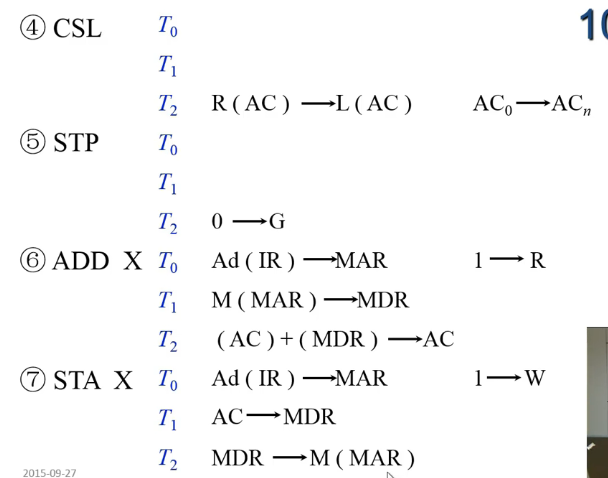 10
④ CSL T₀
T₁
T₂ R ( AC ) ⟶ L ( AC ) AC₀ ⟶ ACₙ
⑤ STP T₀
T₁
T₂ 0 ⟶ G
⑥ ADD X T₀ Ad ( IR ) ⟶ MAR 1 ⟶ R
T₁ M ( MAR ) ⟶ MDR
T₂ ( AC ) + ( MDR ) ⟶ AC
⑦ STA X T₀ Ad ( IR ) ⟶ MAR 1 ⟶ W
T₁ AC ⟶ MDR
T₂ MDR ⟶ M ( MAR )
2015-09-27